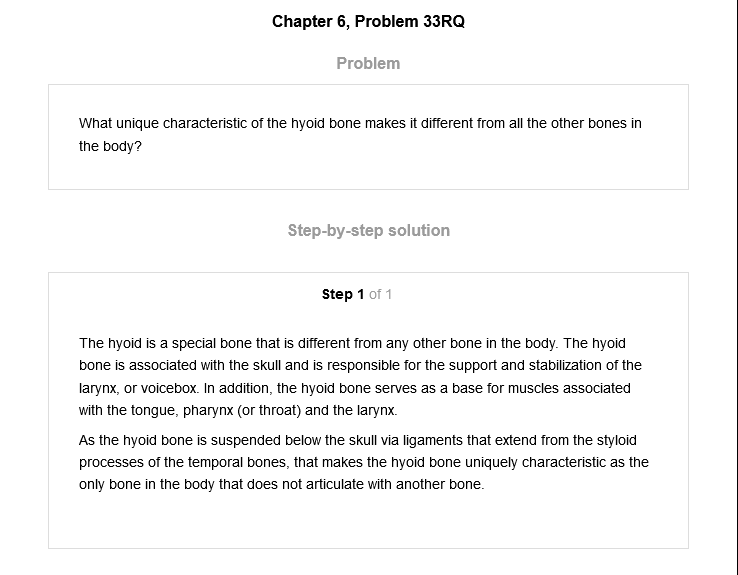 Chapter 6, Problem 33RQ
Problem
What unique characteristic of the hyoid bone makes it different from all the other bones in
the body?
Step-by-step solution
Step 1 of 1
The hyoid is a special bone that is different from any other bone in the body. The hyoid
bone is associated with the skull and is responsible for the support and stabilization of the
larynx, or voicebox. In addition, the hyoid bone serves as a base for muscles associated
with the tongue, pharynx (or throat) and the larynx.
As the hyoid bone is suspended below the skull via ligaments that extend from the styloid
processes of the temporal bones, that makes the hyoid bone uniquely characteristic as the
only bone in the body that does not articulate with another bone.